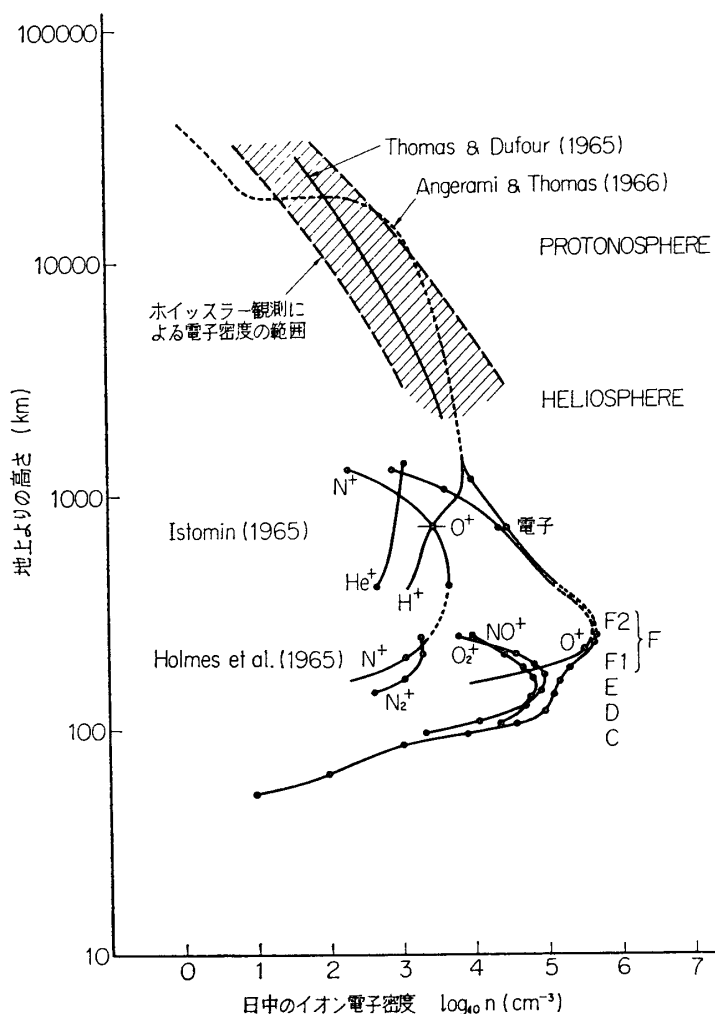 100000
Thomas & Dufour (1965)
Angerami & Thomas (1966)
PROTONOSPHERE
10000
ホイッスラー観測に
よる電子密度の範囲
HELIOSPHERE
地上よりの高さ (km)
1000
N⁺
Istomin (1965)
O⁺
電子
He⁺
H⁺
F2
F
O⁺
NO⁺
O₂⁺
Holmes et al. (1965)
N⁺
F1
N₂⁺
E
D
C
100
10
0 1 2 3 4 5 6 7
日中のイオン電子密度 log₁₀ n (cm⁻³)